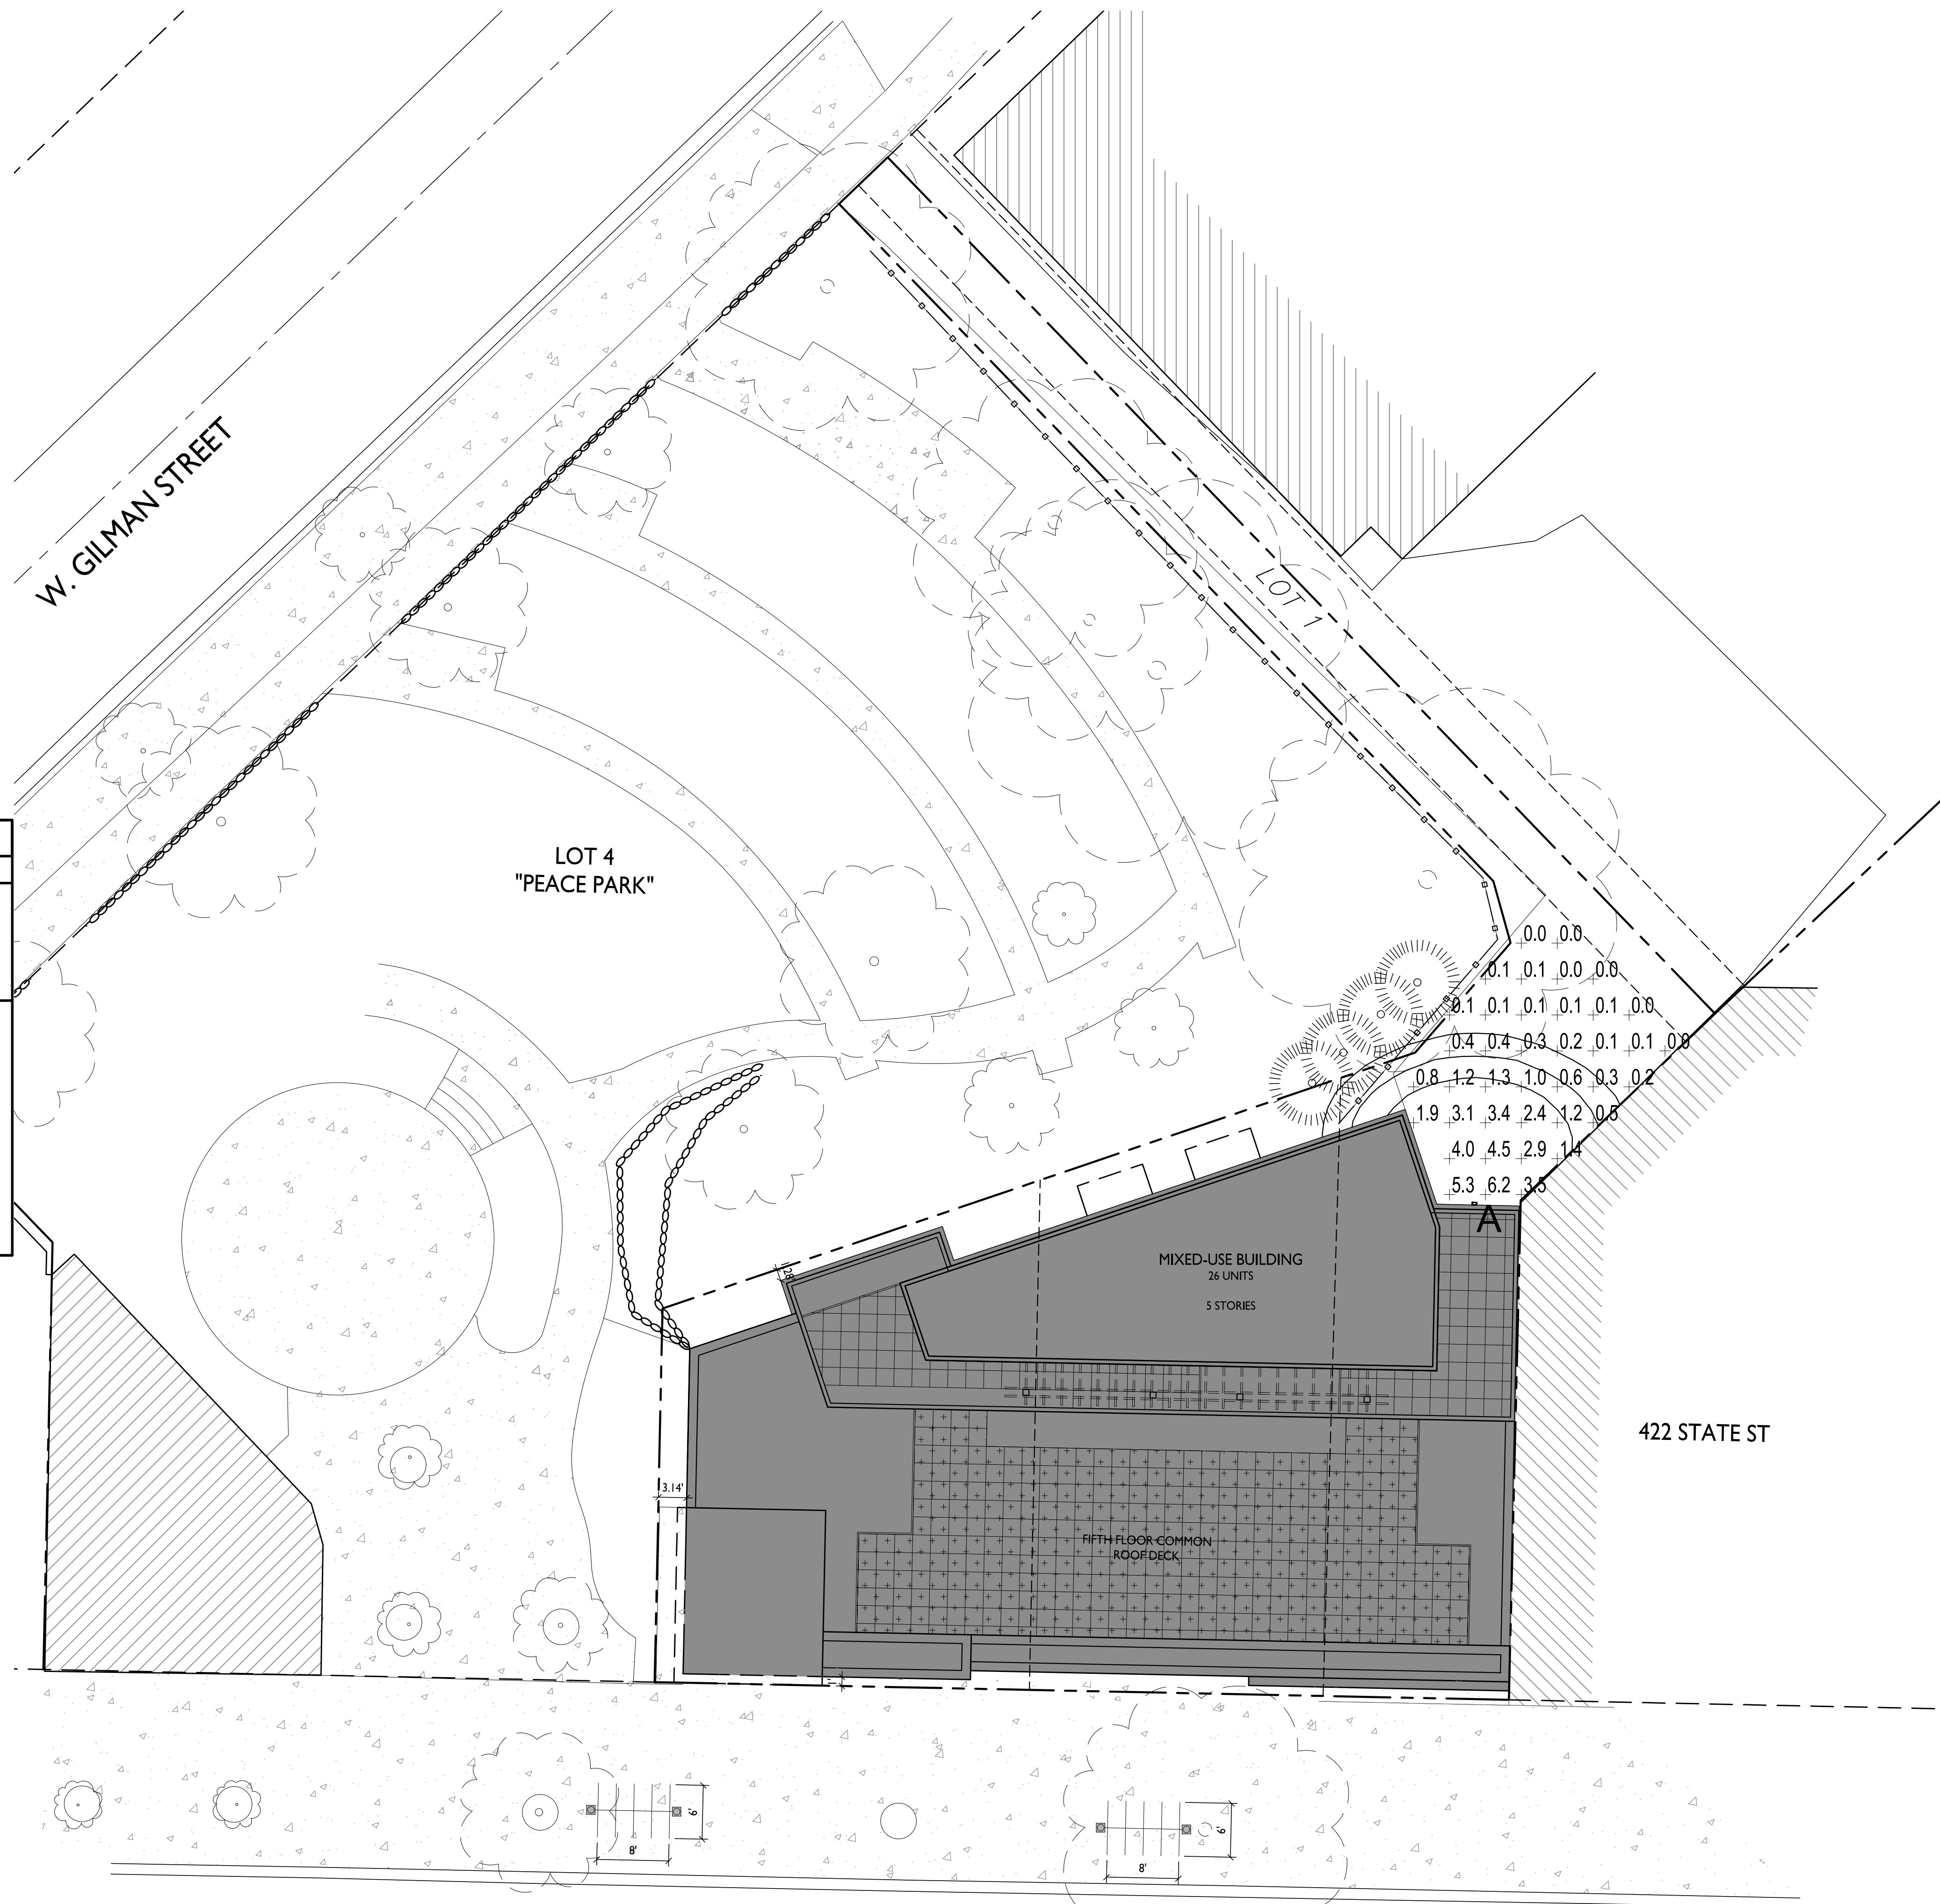 W. GILMAN STREET
LOT 1
LOT 4
"PEACE PARK"
0.0 0.0
0.1 0.1 0.0 0.0
0.1 0.1 0.1 0.1 0.1 0.0
0.4 0.4 0.3 0.2 0.1 0.1 0.0
0.8 1.2 1.3 1.0 0.6 0.3 0.2
1.9 3.1 3.4 2.4 1.2 0.5
4.0 4.5 2.9 1.4
5.3 6.2 3.5
A
MIXED-USE BUILDING
26 UNITS
5 STORIES
422 STATE ST
3.14'
FIFTH FLOOR COMMON
ROOF DECK
6'
8'
6'
8'